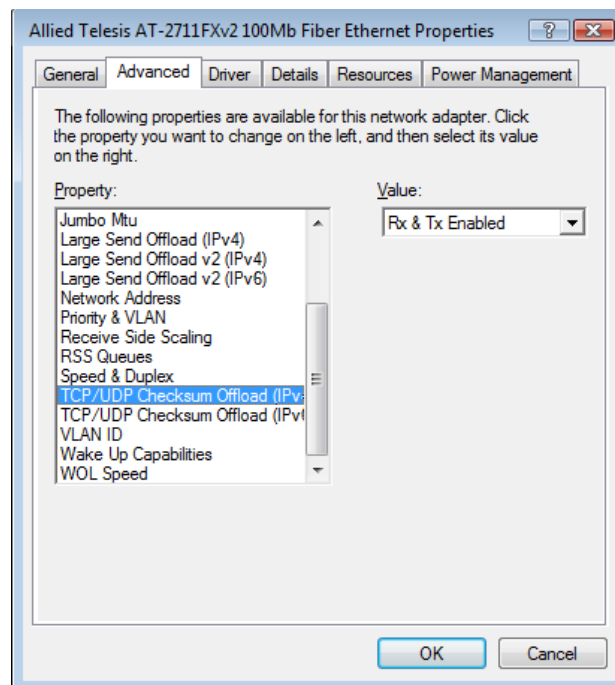 Allied Telesis AT-2711FXv2 100Mb Fiber Ethernet Properties
General Advanced Driver Details Resources Power Management
The following properties are available for this network adapter. Click
the property you want to change on the left, and then select its value
on the right.
Property:
Value:
Jumbo Mtu
Large Send Offload (IPv4)
Large Send Offload v2 (IPv4)
Large Send Offload v2 (IPv6)
Network Address
Priority & VLAN
Receive Side Scaling
RSS Queues
Speed & Duplex
TCP/UDP Checksum Offload (IPv
TCP/UDP Checksum Offload (IPv
VLAN ID
Wake Up Capabilities
WOL Speed
Rx & Tx Enabled
OK
Cancel